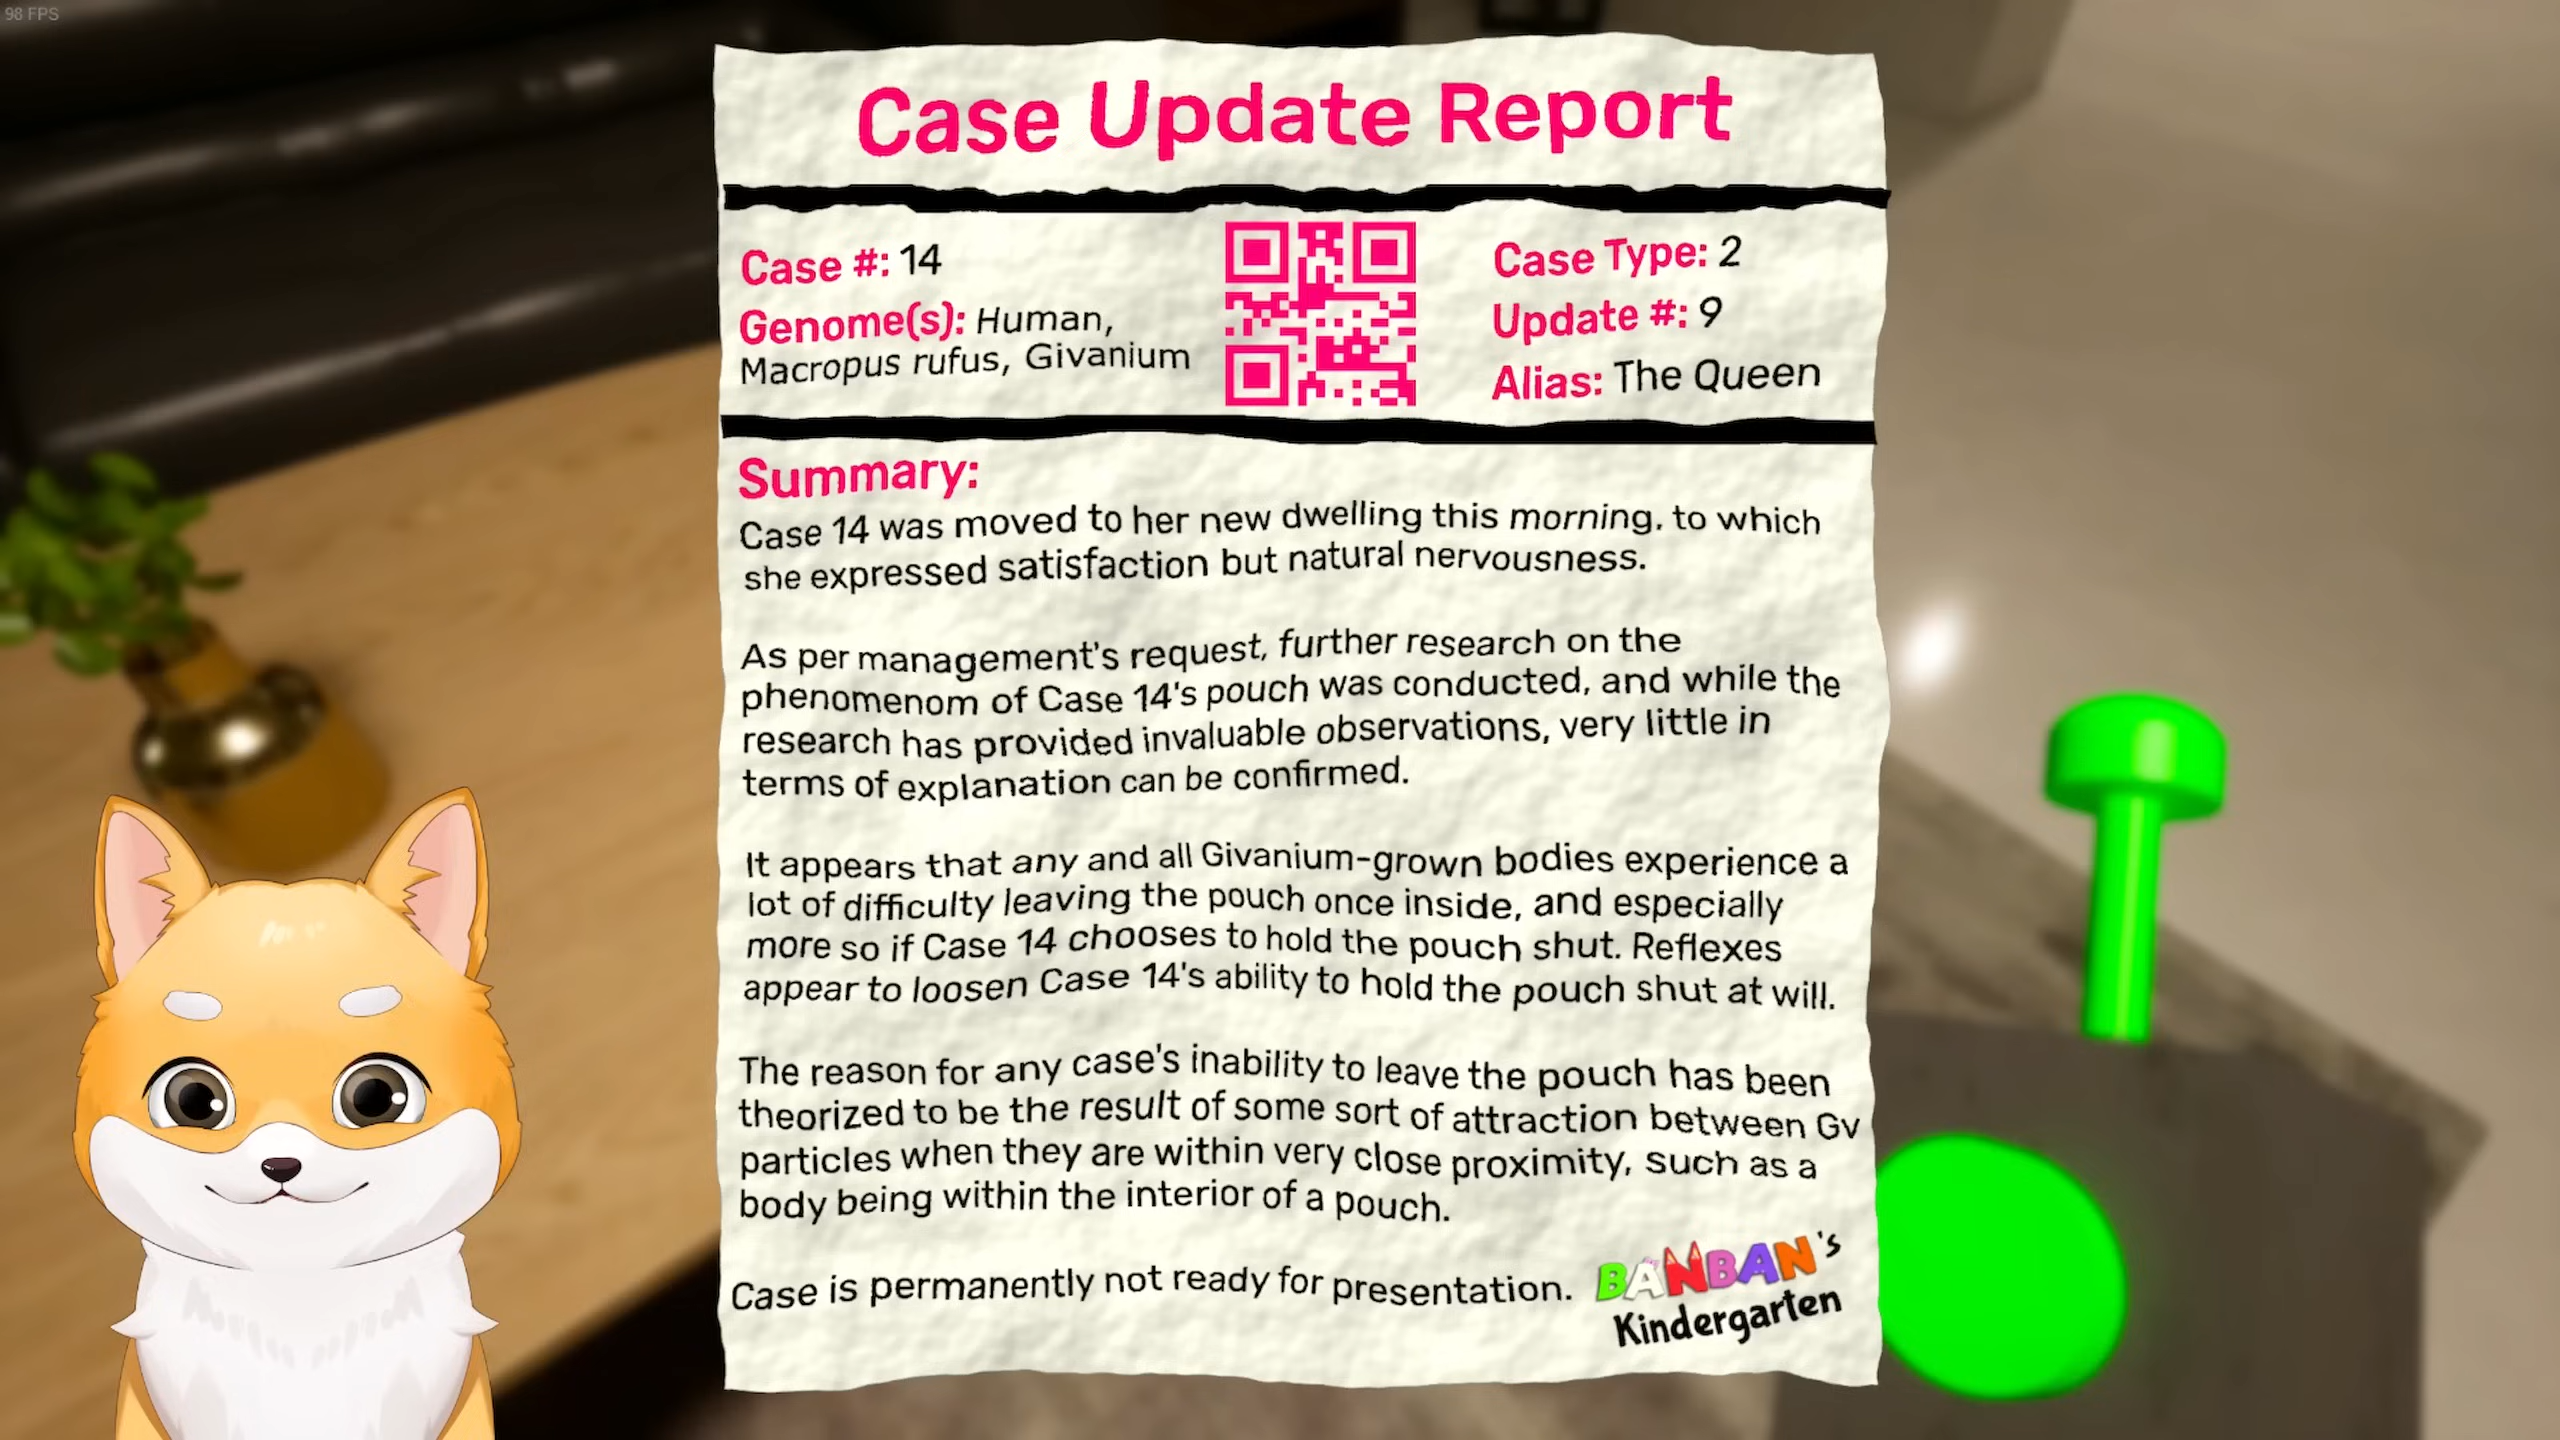 98 FPS
Case Update Report
Case #: 14
Genome(s): Human,
Macropus rufus, Givanium
Case Type: 2
Update #: 9
Alias: The Queen
Summary:
Case 14 was moved to her new dwelling this morning. to which
she expressed satisfaction but natural nervousness.
As per management's request, further research on the
phenomenom of Case 14's pouch was conducted, and while the
research has provided invaluable observations, very little in
terms of explanation can be confirmed.
It appears that any and all Givanium-grown bodies experience a
lot of difficulty leaving the pouch once inside, and especially
more so if Case 14 chooses to hold the pouch shut. Reflexes
appear to loosen Case 14's ability to hold the pouch shut at will.
The reason for any case's inability to leave the pouch has been
theorized to be the result of some sort of attraction between Gv
particles when they are within very close proximity, such as a
body being within the interior of a pouch.
Case is permanently not ready for presentation.
BANBAN's
Kindergarten